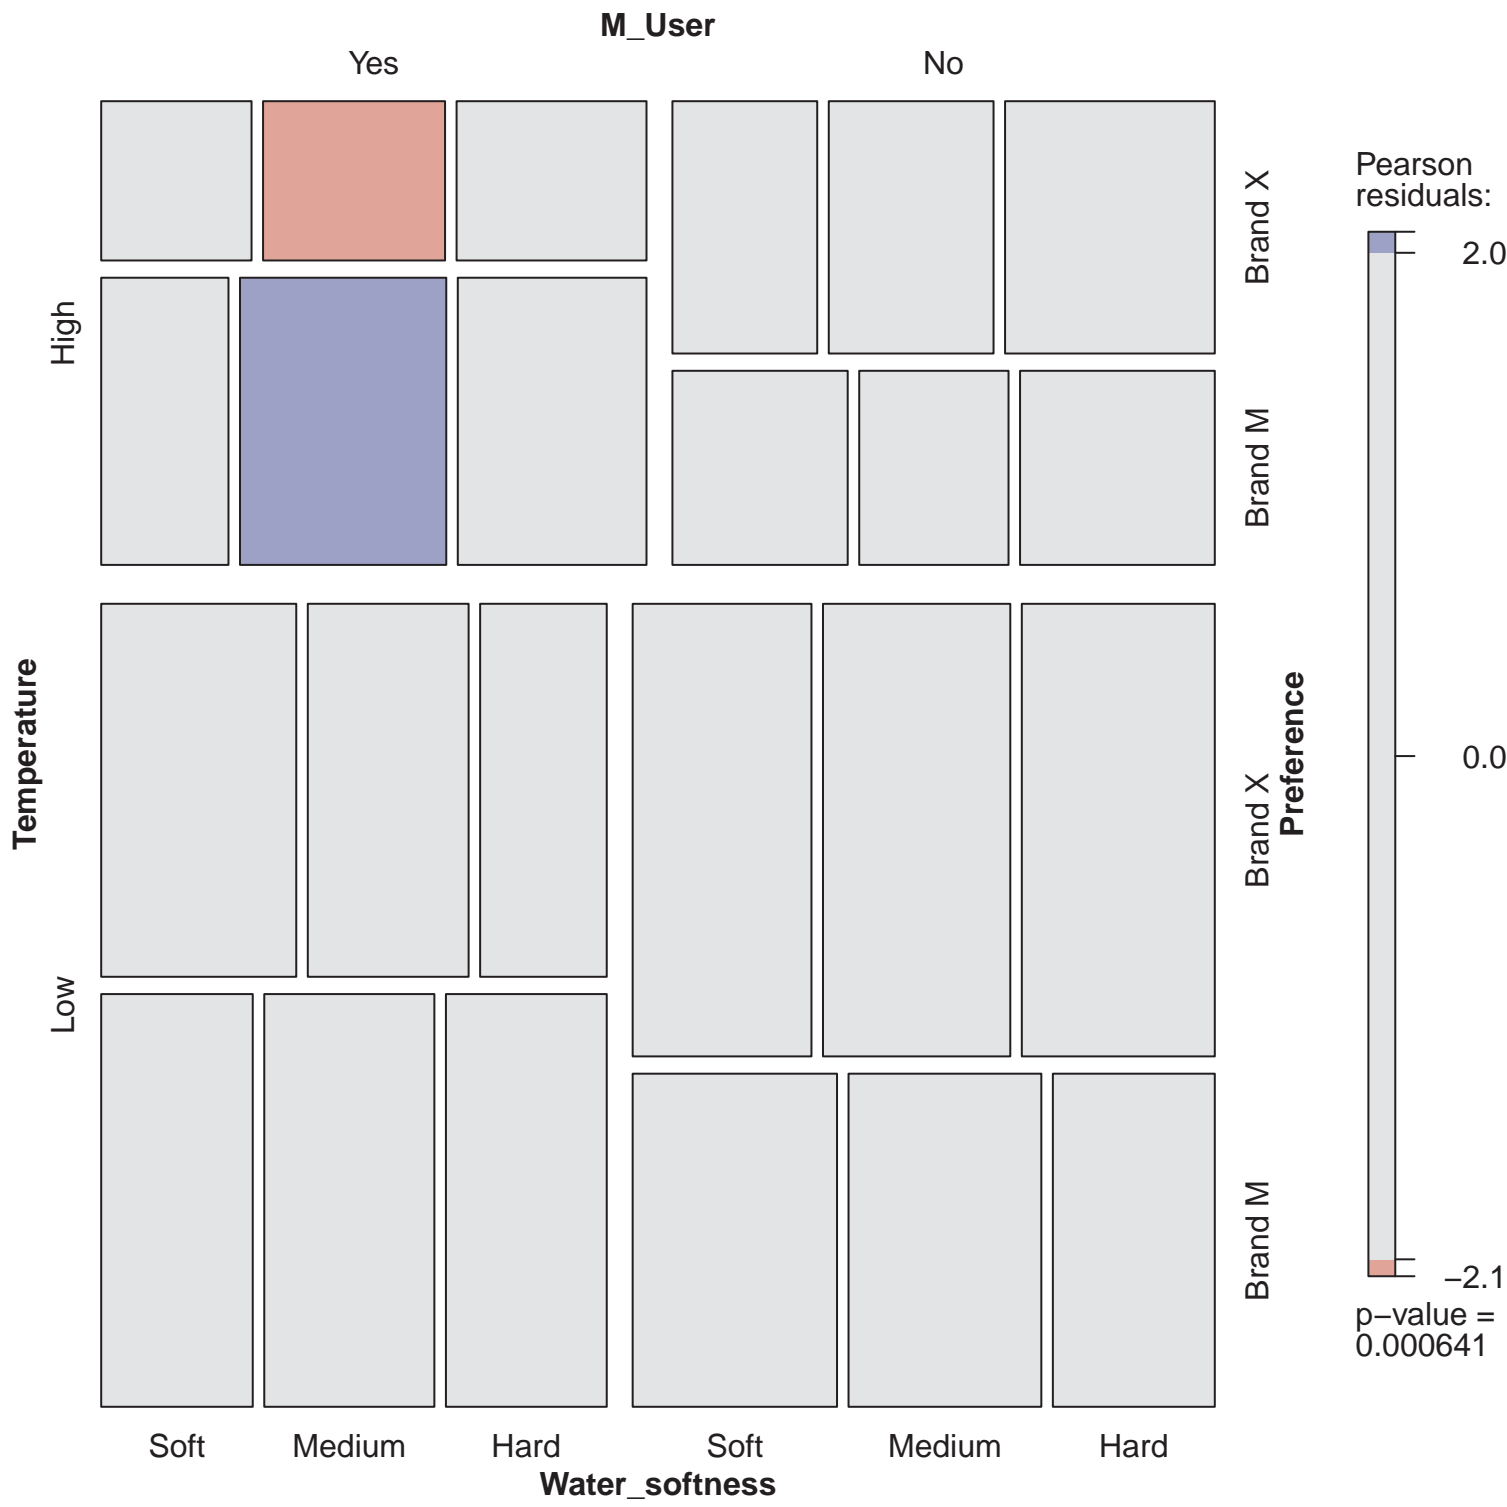 M_User
Yes No
High
Low
Temperature
Brand X
Brand M
Brand X
Brand M
Preference
Soft Medium Hard Soft Medium Hard
Water_softness
Pearson
residuals:
2.0
0.0
−2.1
p−value =
0.000641